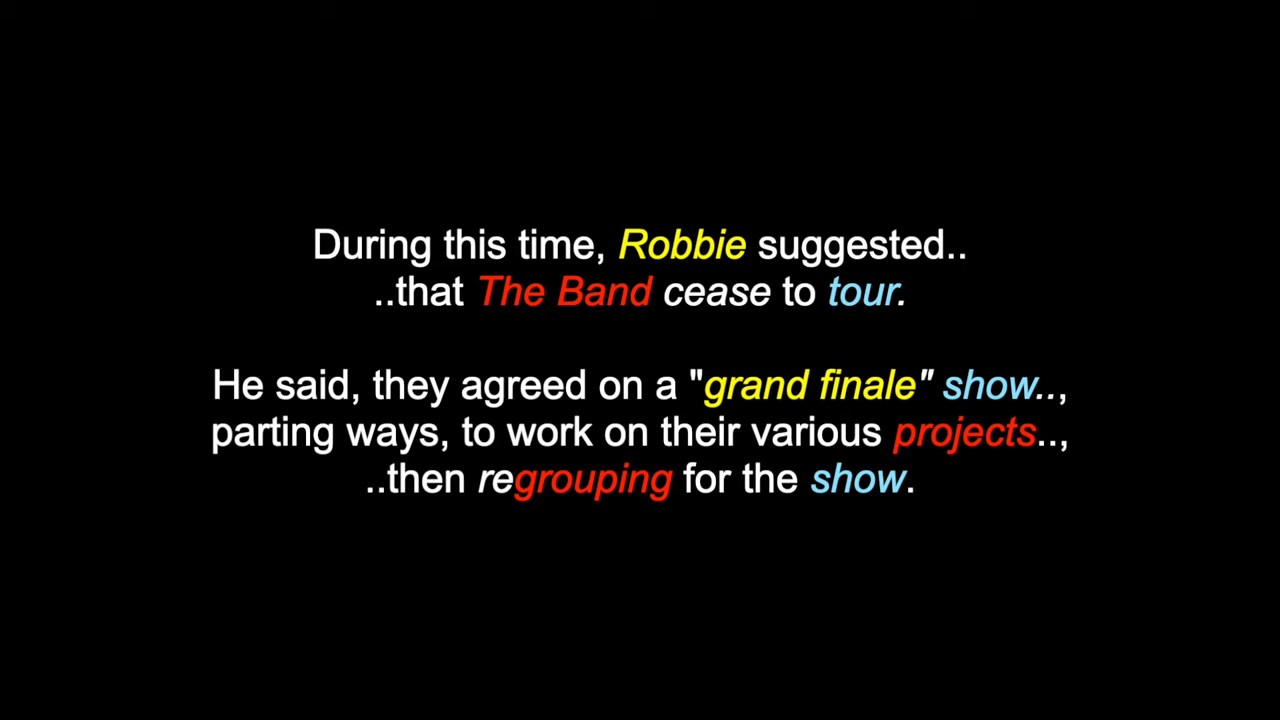 During this time, Robbie suggested..
..that The Band cease to tour.
He said, they agreed on a "grand finale" show..,
parting ways, to work on their various projects..,
..then regrouping for the show.